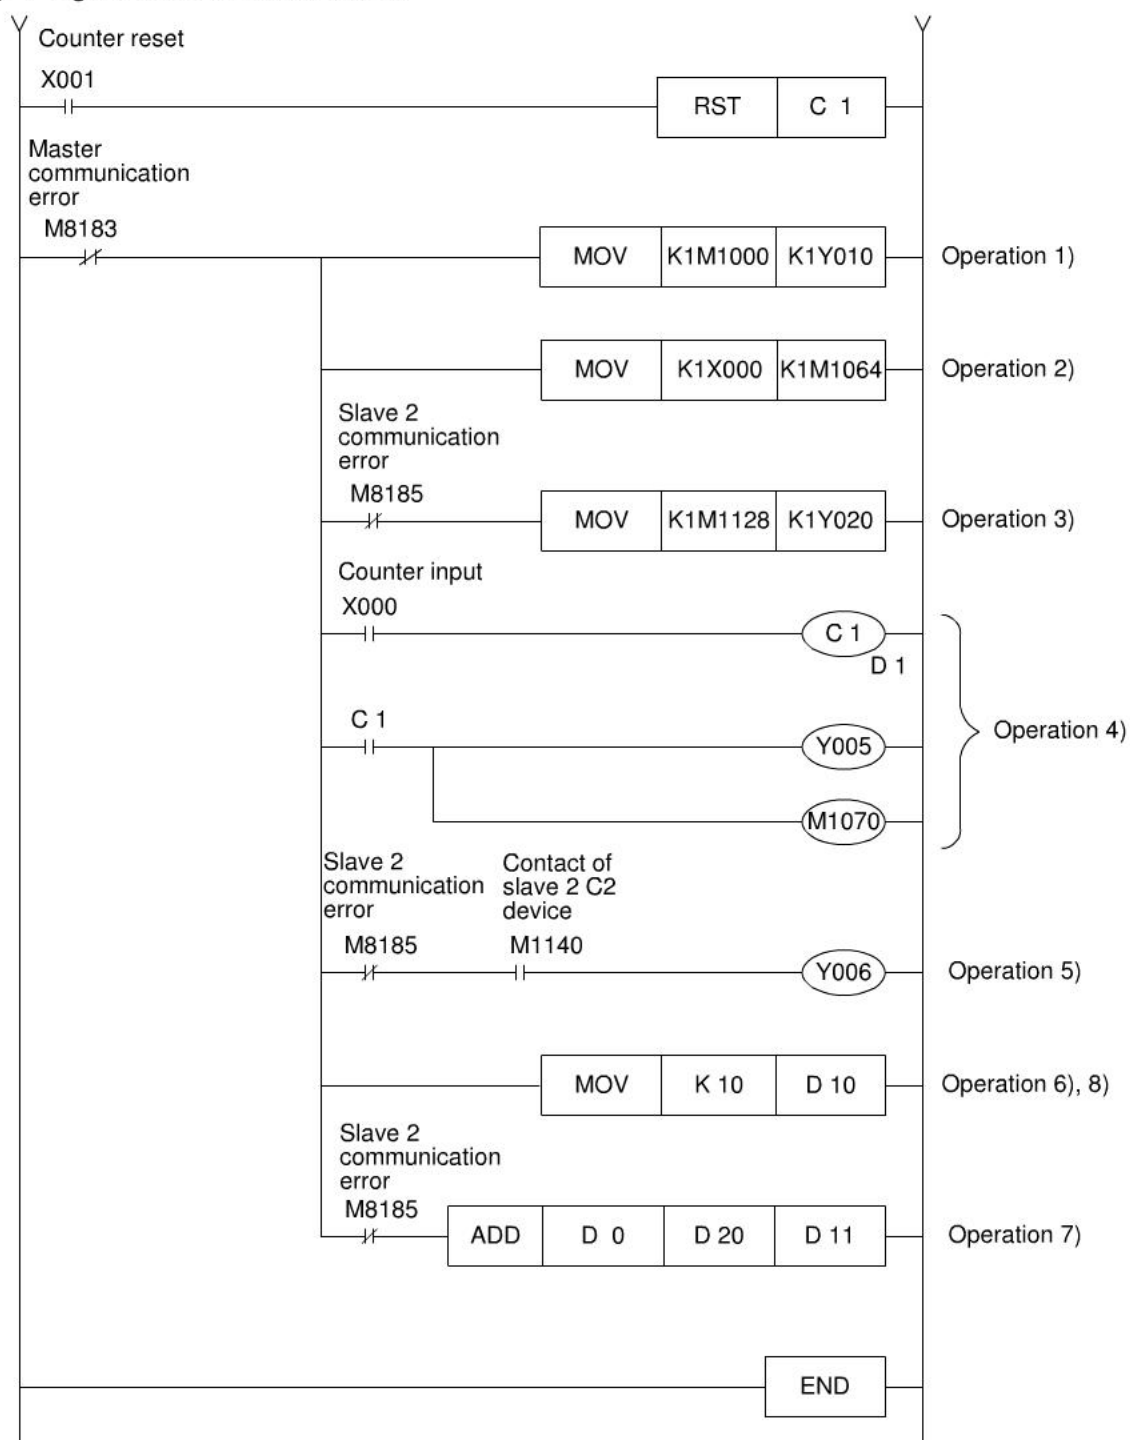 Counter reset
X001
RST C 1
Master
communication
error
M8183
MOV K1M1000 K1Y010 Operation 1)
MOV K1X000 K1M1064 Operation 2)
Slave 2
communication
error
M8185
MOV K1M1128 K1Y020 Operation 3)
Counter input
X000
C 1
D 1
C 1
Y005
Operation 4)
M1070
Slave 2
communication
error
M8185
Contact of
slave 2 C2
device
M1140
Y006 Operation 5)
MOV K 10 D 10 Operation 6), 8)
Slave 2
communication
error
M8185
ADD D 0 D 20 D 11 Operation 7)
END